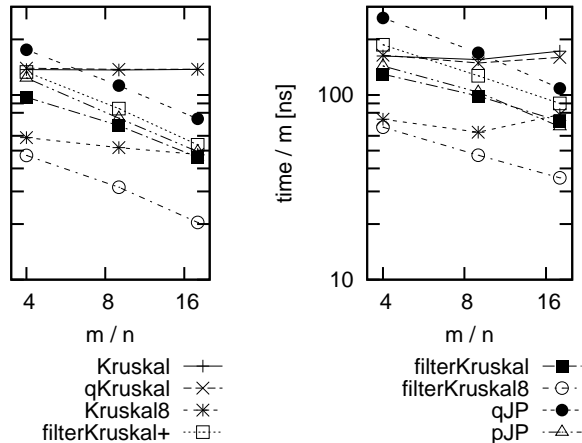 100
10
time / m [ns]
4 8 16
4 8 16
m / n
m / n
Kruskal
qKruskal
Kruskal8
filterKruskal+
filterKruskal
filterKruskal8
qJP
pJP